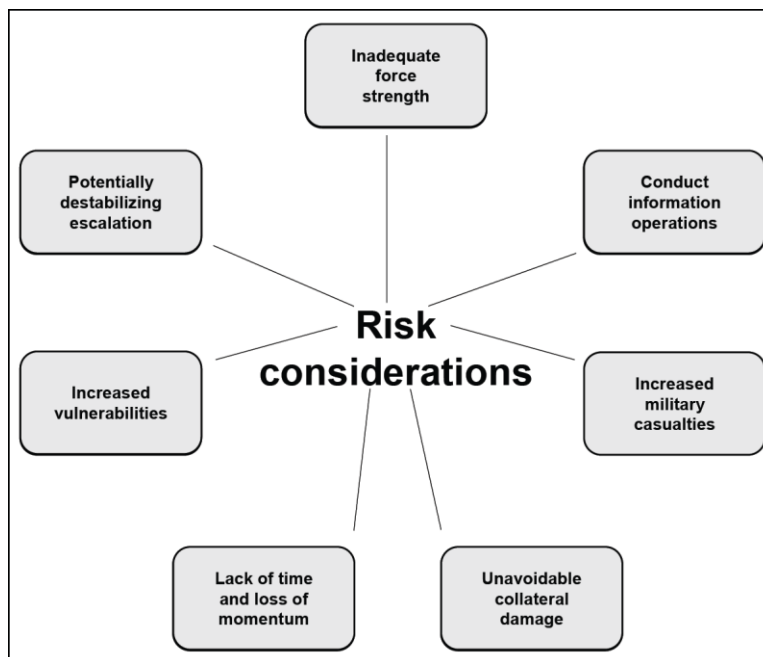 Inadequate
force
strength
Potentially
destabilizing
escalation
Conduct
information
operations
Risk
considerations
Increased
vulnerabilities
Increased
military
casualties
Lack of time
and loss of
momentum
Unavoidable
collateral
damage